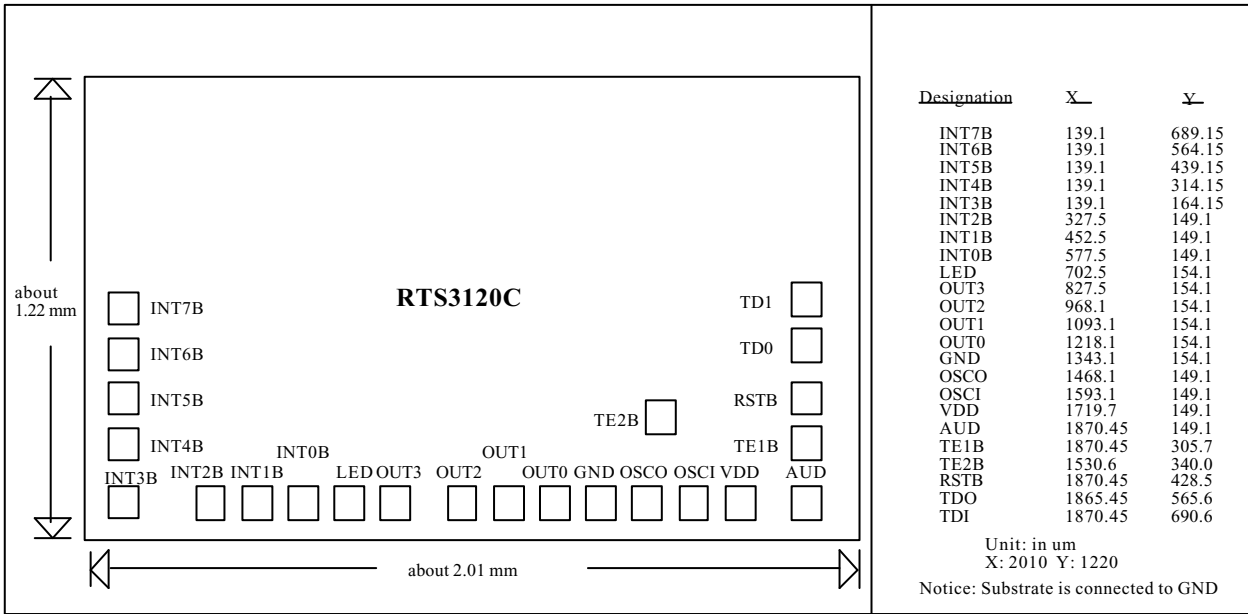 about
1.22 mm
RTS3120C
INT7B
INT6B
INT5B
INT4B
INT3B
INT2B
INT1B
INT0B
LED
OUT3
OUT2
OUT1
OUT0
GND
OSCO
OSCI
VDD
AUD
TE2B
TD1
TD0
RSTB
TE1B
about 2.01 mm
Designation X Y
INT7B 139.1 689.15
INT6B 139.1 564.15
INT5B 139.1 439.15
INT4B 139.1 314.15
INT3B 139.1 164.15
INT2B 327.5 149.1
INT1B 452.5 149.1
INT0B 577.5 149.1
LED 702.5 154.1
OUT3 827.5 154.1
OUT2 968.1 154.1
OUT1 1093.1 154.1
OUT0 1218.1 154.1
GND 1343.1 154.1
OSCO 1468.1 149.1
OSCI 1593.1 149.1
VDD 1719.7 149.1
AUD 1870.45 149.1
TE1B 1870.45 305.7
TE2B 1530.6 340.0
RSTB 1870.45 428.5
TDO 1865.45 565.6
TDI 1870.45 690.6
Unit: in um
X: 2010 Y: 1220
Notice: Substrate is connected to GND